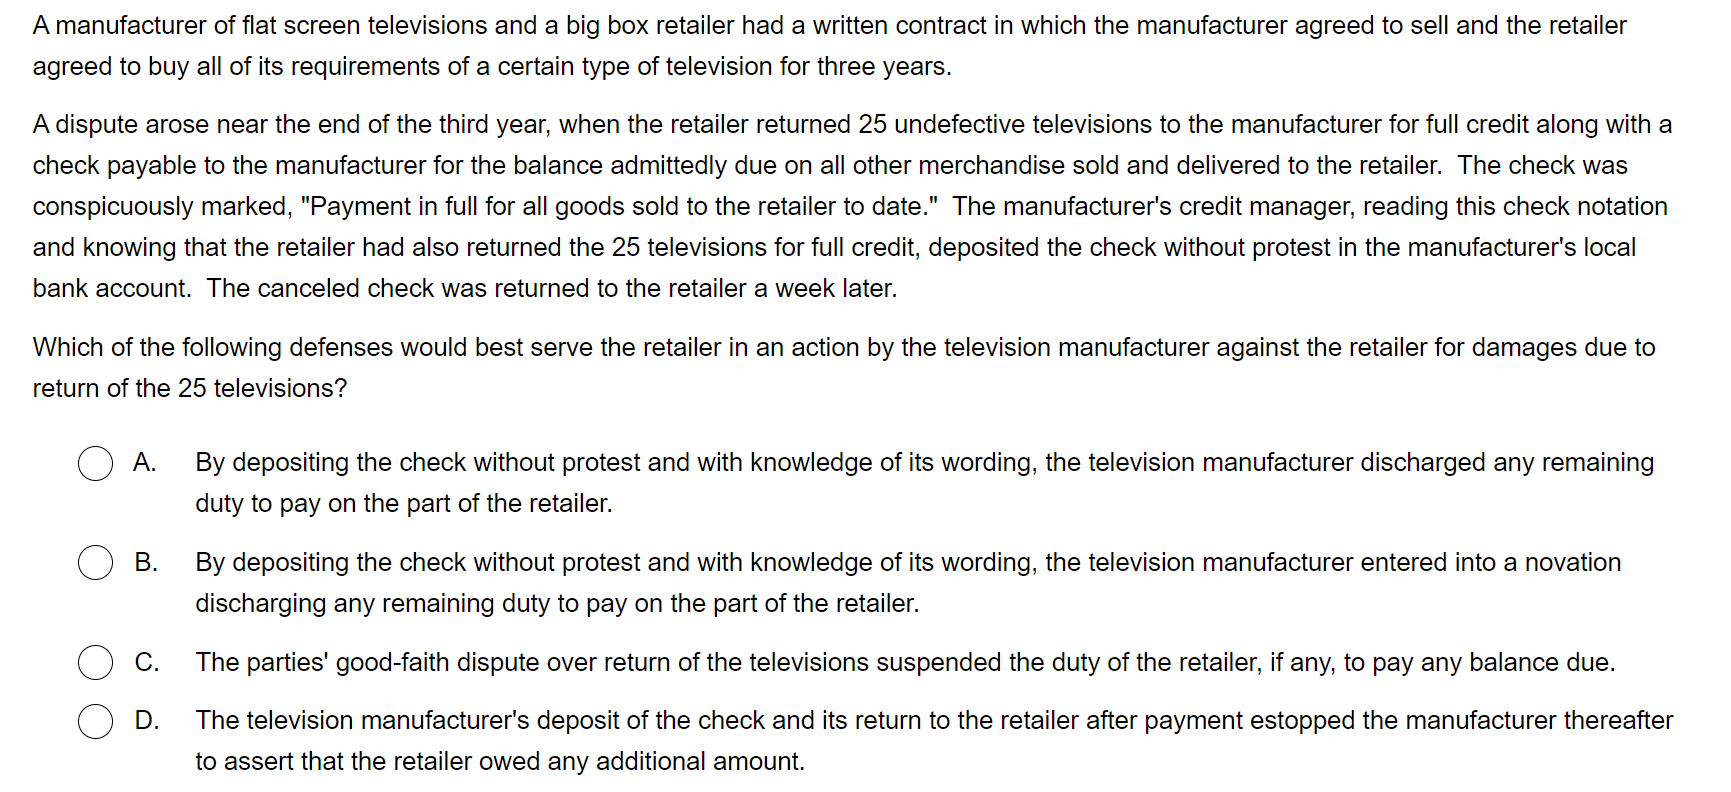 A manufacturer of flat screen televisions and a big box retailer had a written contract in which the manufacturer agreed to sell and the retailer
agreed to buy all of its requirements of a certain type of television for three years.
A dispute arose near the end of the third year, when the retailer returned 25 undefective televisions to the manufacturer for full credit along with a
check payable to the manufacturer for the balance admittedly due on all other merchandise sold and delivered to the retailer.  The check was
conspicuously marked, "Payment in full for all goods sold to the retailer to date."  The manufacturer's credit manager, reading this check notation
and knowing that the retailer had also returned the 25 televisions for full credit, deposited the check without protest in the manufacturer's local
bank account.  The canceled check was returned to the retailer a week later.
Which of the following defenses would best serve the retailer in an action by the television manufacturer against the retailer for damages due to
return of the 25 televisions?
A. By depositing the check without protest and with knowledge of its wording, the television manufacturer discharged any remaining
duty to pay on the part of the retailer.
B. By depositing the check without protest and with knowledge of its wording, the television manufacturer entered into a novation
discharging any remaining duty to pay on the part of the retailer.
C. The parties' good-faith dispute over return of the televisions suspended the duty of the retailer, if any, to pay any balance due.
D. The television manufacturer's deposit of the check and its return to the retailer after payment estopped the manufacturer thereafter
to assert that the retailer owed any additional amount.